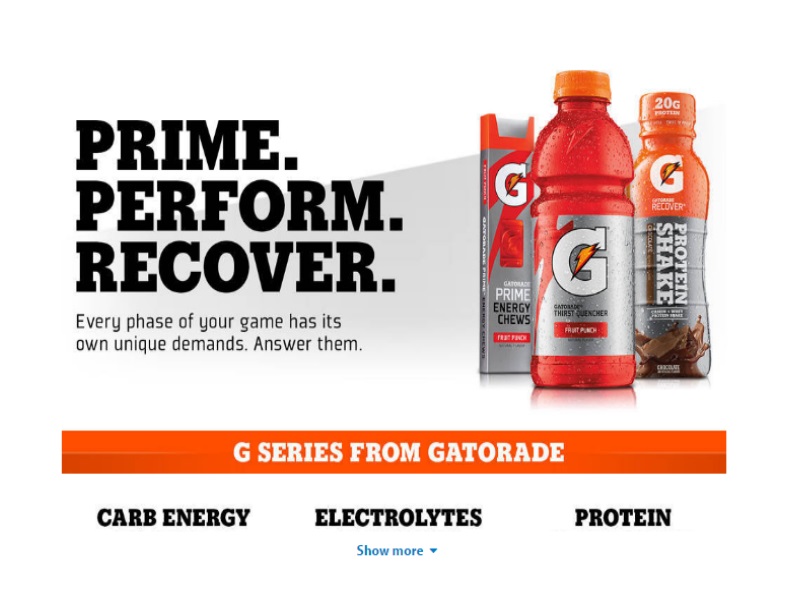 PRIME.
PERFORM.
RECOVER.
Every phase of your game has its
own unique demands. Answer them.
G
GATORADE
PRIME
ENERGY
CHEWS
FRUIT PUNCH
G
GATORADE
THIRST QUENCHER
FRUIT PUNCH
20G
PROTEIN
G
GATORADE
RECOVER
PROTEIN
SHAKE
CHOCOLATE
G SERIES FROM GATORADE
CARB ENERGY
ELECTROLYTES
PROTEIN
Show more